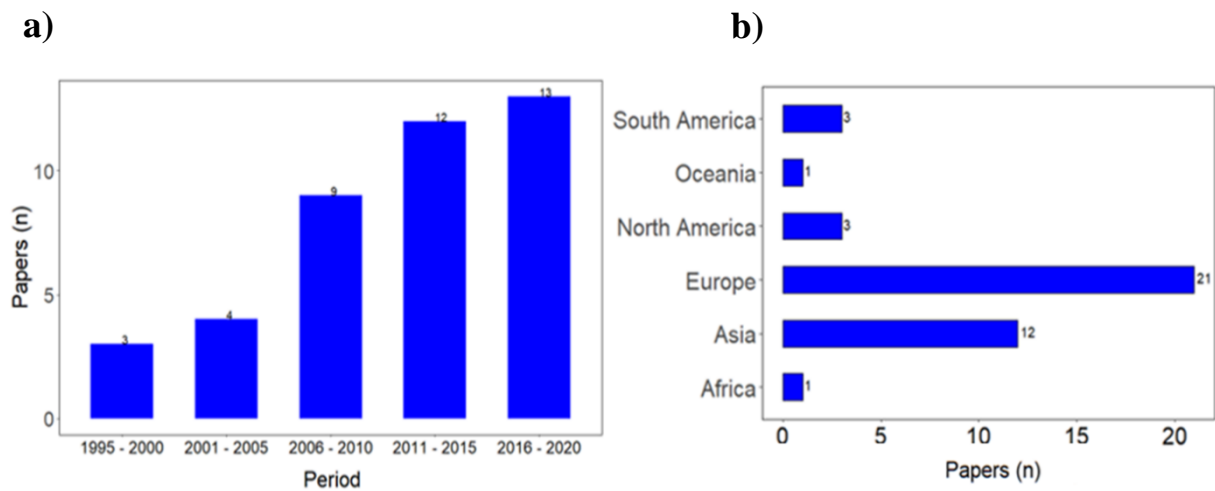 a)
b)
Papers (n)
10
5
0
3
4
9
12
13
1995 - 2000
2001 - 2005
2006 - 2010
2011 - 2015
2016 - 2020
Period
South America
3
Oceania
1
North America
3
Europe
21
Asia
12
Africa
1
0
5
10
15
20
Papers (n)